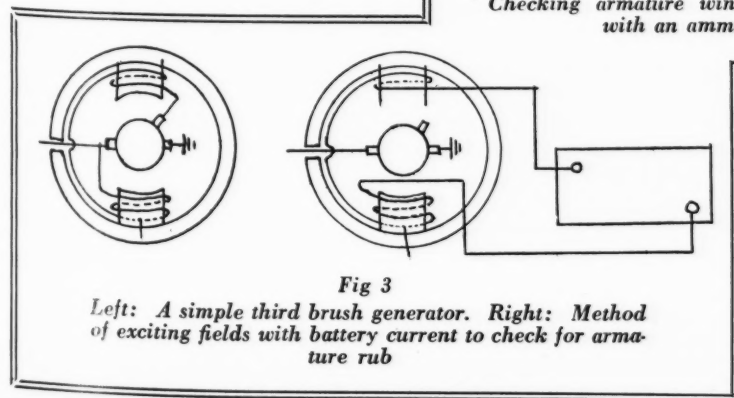 Checking armature win
with an amm
Fig 3
Left: A simple third brush generator. Right: Method
of exciting fields with battery current to check for arma-
ture rub